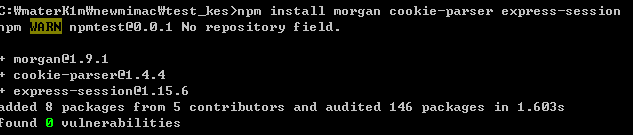 C:₩materK1m₩newmimac₩test_kes>npm install morgan cookie-parser express-session
npm WARN npmtest@0.0.1 No repository field.
+ morgan@1.9.1
+ cookie-parser@1.4.4
+ express-session@1.15.6
added 8 packages from 5 contributors and audited 146 packages in 1.603s
found 0 vulnerabilities